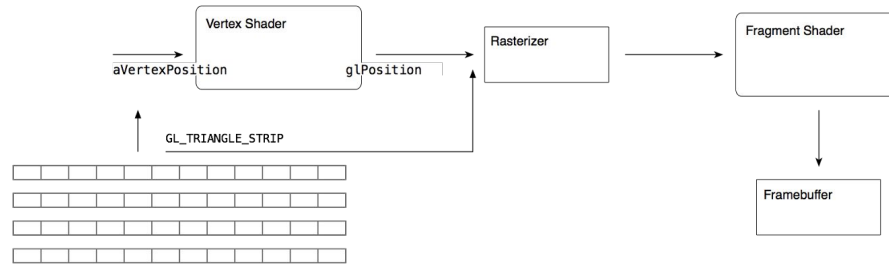 Vertex Shader
Rasterizer
Fragment Shader
aVertexPosition
glPosition
GL_TRIANGLE_STRIP
Framebuffer